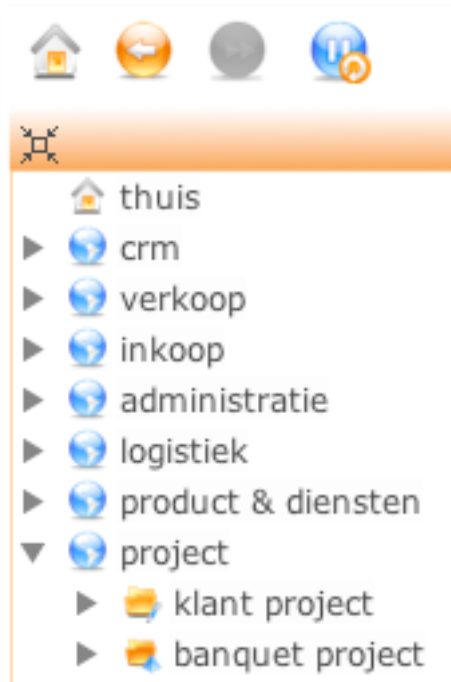 thuis
crm
verkoop
inkoop
administratie
logistiek
product & diensten
project
klant project
banquet project